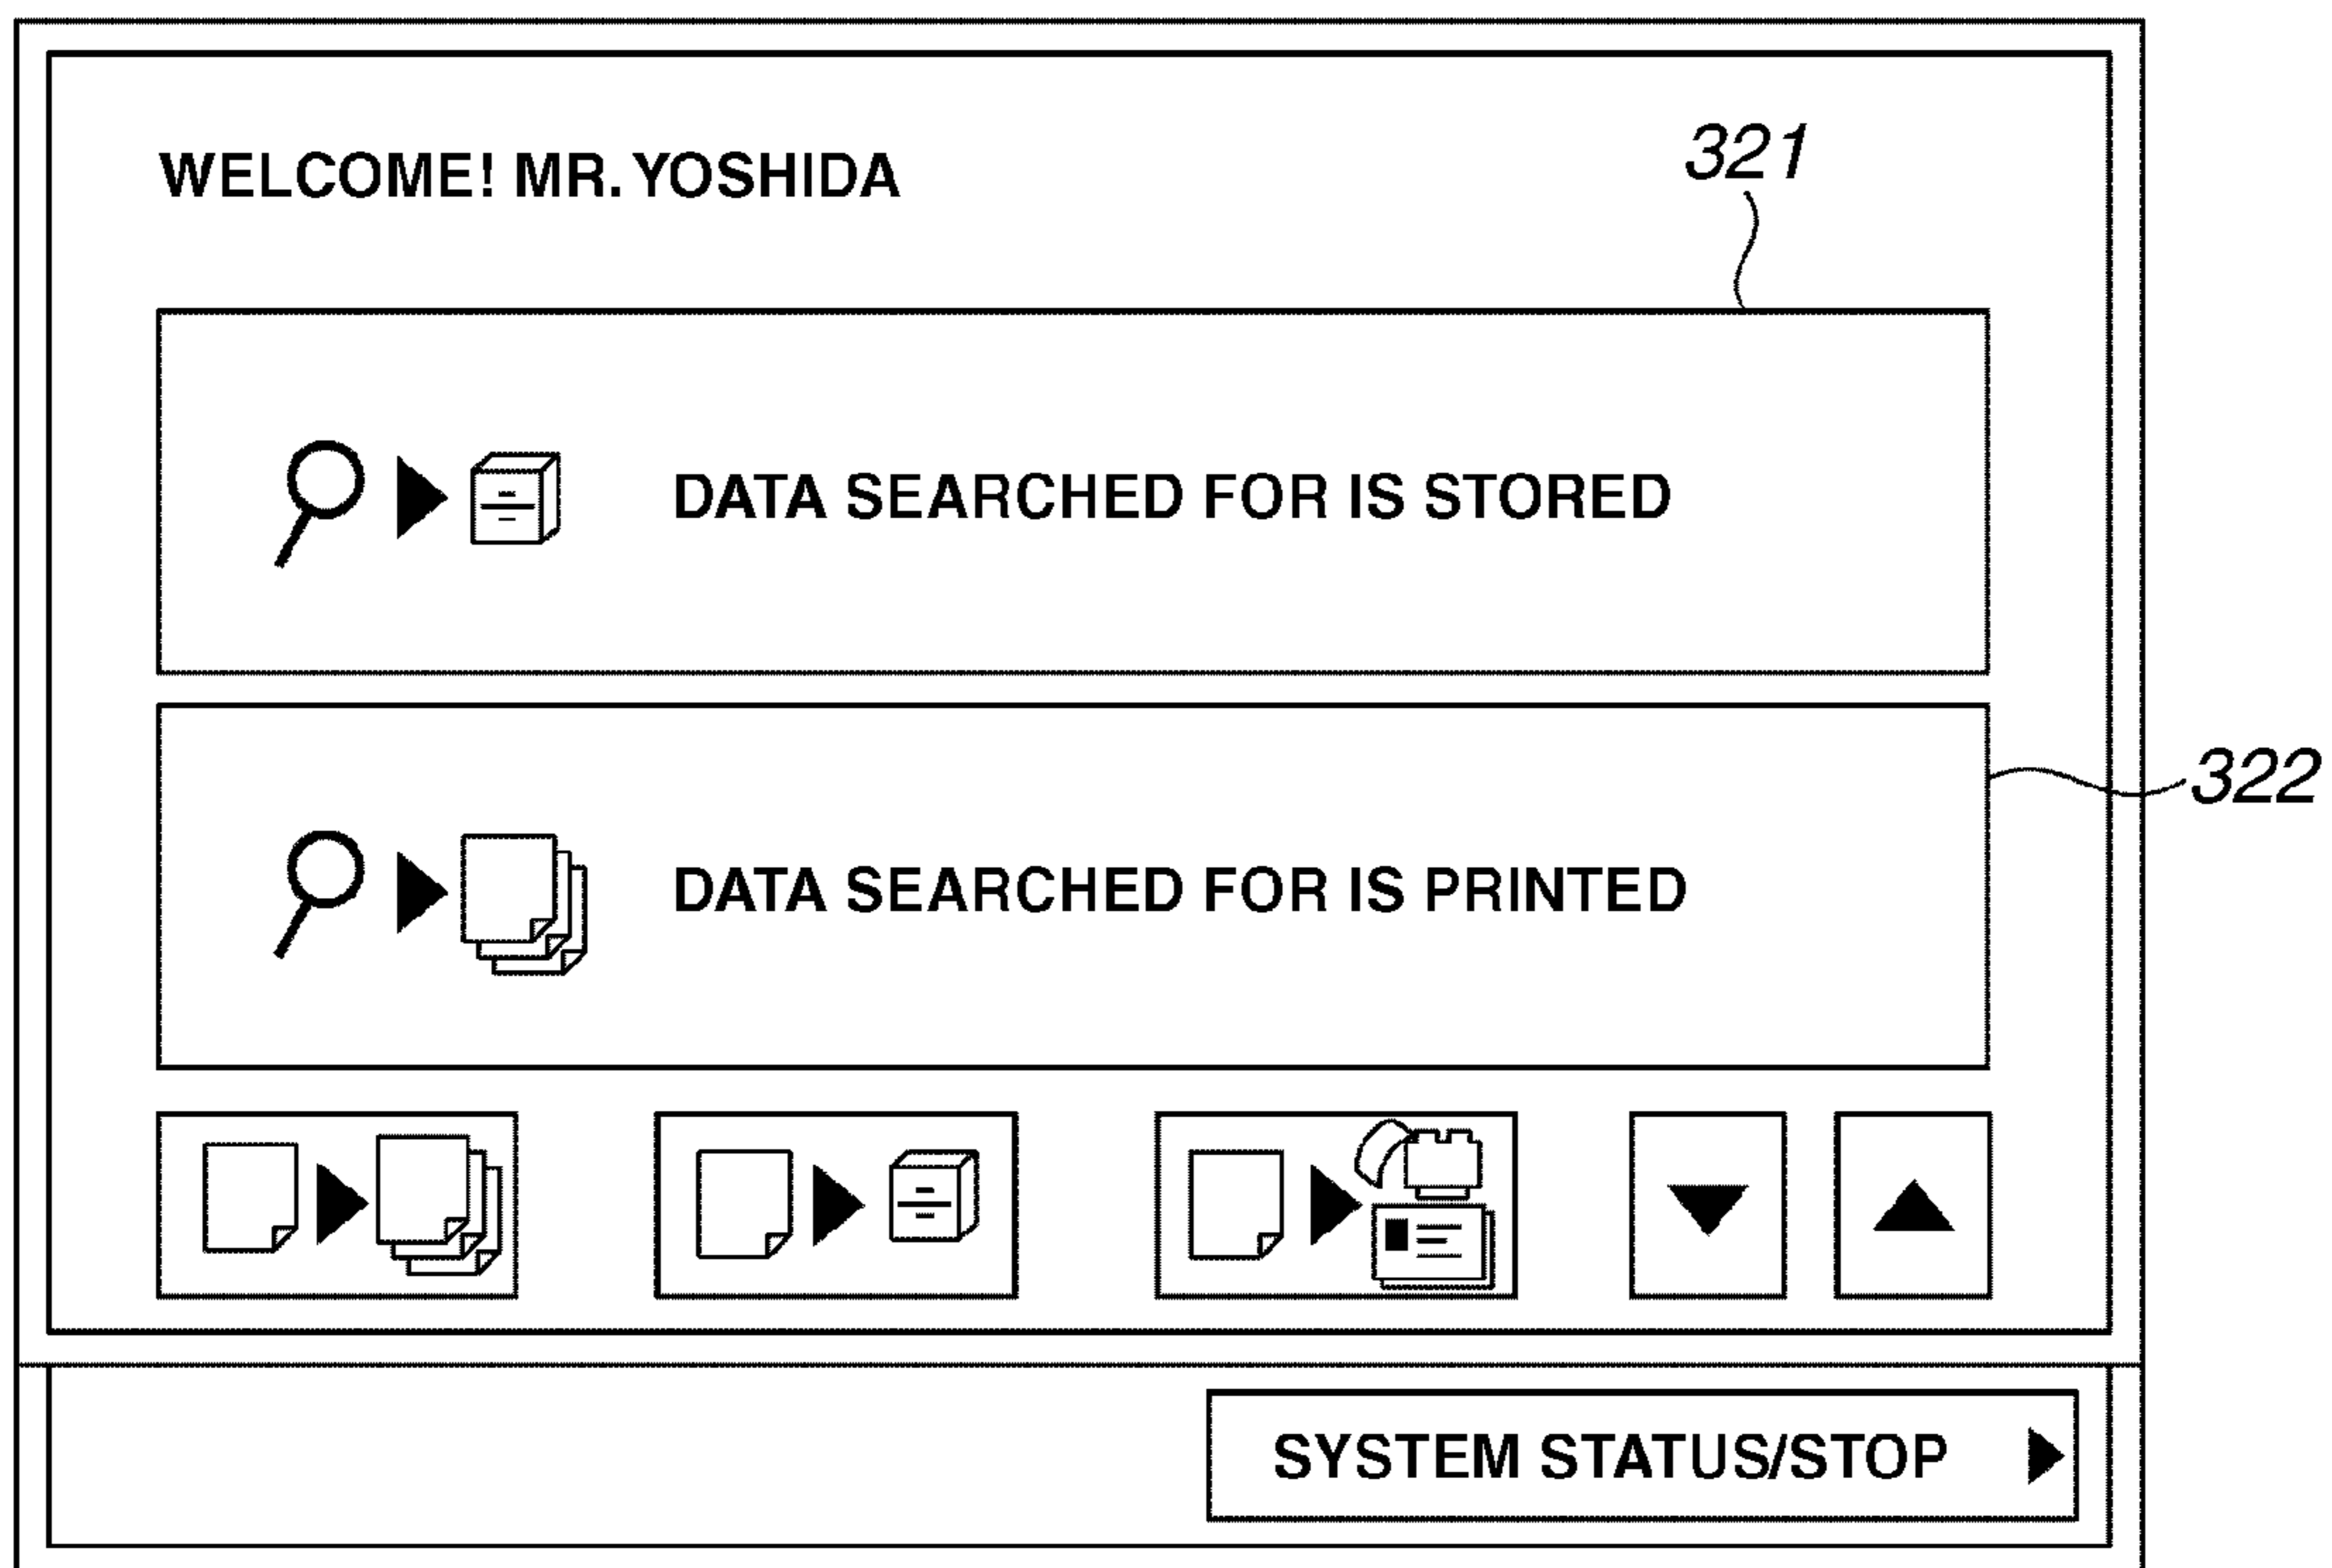 WELCOME! MR. YOSHIDA
321
DATA SEARCHED FOR IS STORED
322
DATA SEARCHED FOR IS PRINTED
SYSTEM STATUS/STOP